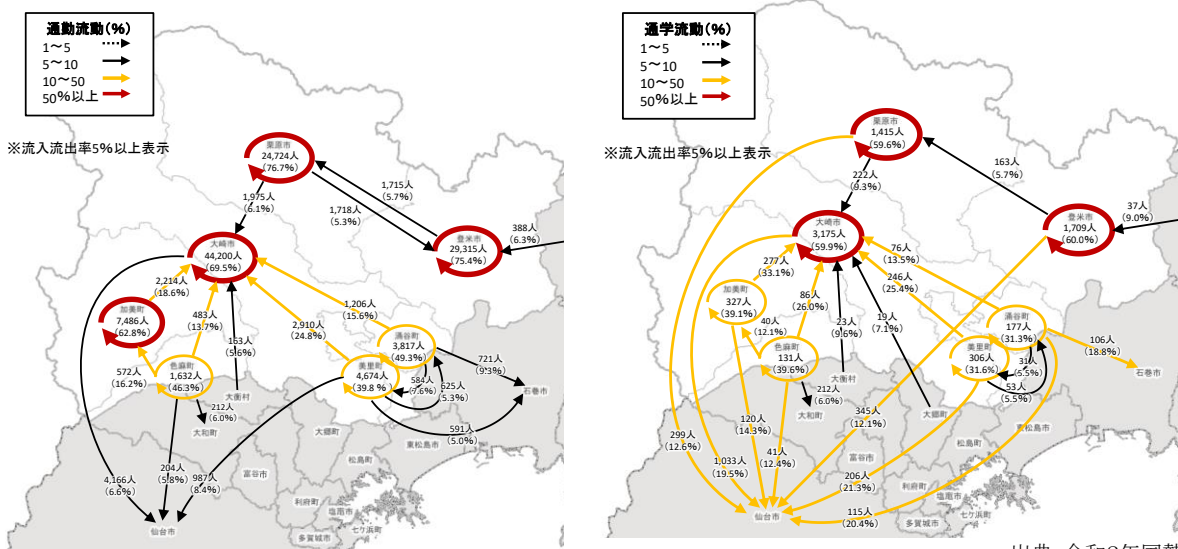 通勤流動(%)
1～5
5～10
10～50
50%以上
※流入流出率5%以上表示
栗原市
24,724人
(76.7%)
1,975人
(6.1%)
1,718人
(5.3%)
1,715人
(5.7%)
388人
(6.3%)
登米市
29,315人
(75.4%)
大崎市
44,200人
(69.5%)
2,214人
(18.6%)
加美町
7,486人
(62.8%)
483人
(13.7%)
163人
(5.6%)
2,910人
(24.8%)
1,206人
(15.6%)
涌谷町
3,817人
(49.3%)
721人
(9.3%)
石巻市
572人
(16.2%)
色麻町
1,632人
(46.3%)
美里町
4,674人
(39.8 %)
584人
(7.6%)
625人
(5.3%)
591人
(5.0%)
大衡村
212人
(6.0%)
大和町
大郷町
東松島市
松島町
富谷市
利府町
塩竈市
七ケ浜町
多賀城市
4,166人
(6.6%)
204人
(5.8%)
987人
(8.4%)
仙台市
通学流動(%)
1～5
5～10
10～50
50%以上
※流入流出率5%以上表示
栗原市
1,415人
(59.6%)
163人
(5.7%)
37人
(9.0%)
222人
(9.3%)
登米市
1,709人
(60.0%)
大崎市
3,175人
(59.9%)
277人
(33.1%)
76人
(13.5%)
246人
(25.4%)
加美町
327人
(39.1%)
86人
(26.0%)
40人
(12.1%)
23人
(9.6%)
19人
(7.1%)
色麻町
131人
(39.6%)
涌谷町
177人
(31.3%)
106人
(18.8%)
石巻市
美里町
306人
(31.6%)
31人
(5.5%)
53人
(5.5%)
大衡村
212人
(6.0%)
大和町
大郷町
東松島市
松島町
富谷市
利府町
塩竈市
七ケ浜町
多賀城市
120人
(14.3%)
345人
(12.1%)
299人
(12.6%)
1,033人
(19.5%)
41人
(12.4%)
206人
(21.3%)
115人
(20.4%)
仙台市